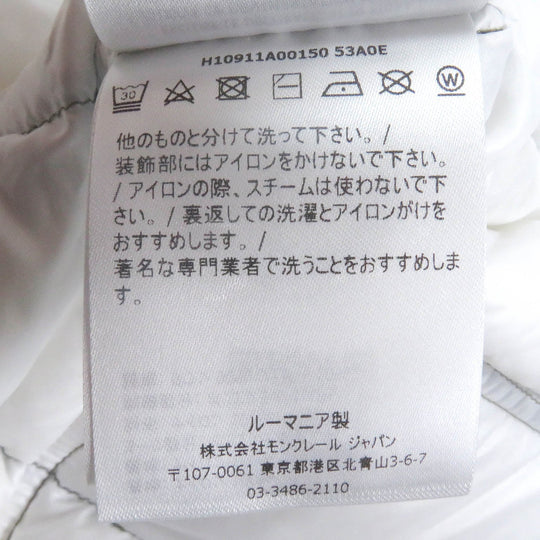 H10911A00150 53A0E
30
W
他のものと分けて洗って下さい。/
装飾部にはアイロンをかけないで下さい。
/ アイロンの際、スチームは使わないで下
さい。/ 裏返しての洗濯とアイロンがけを
おすすめします。/
著名な専門業者で洗うことをおすすめしま
す。
ルーマニア製
株式会社モンクレール ジャパン
〒107-0061 東京都港区北青山3-6-7
03-3486-2110